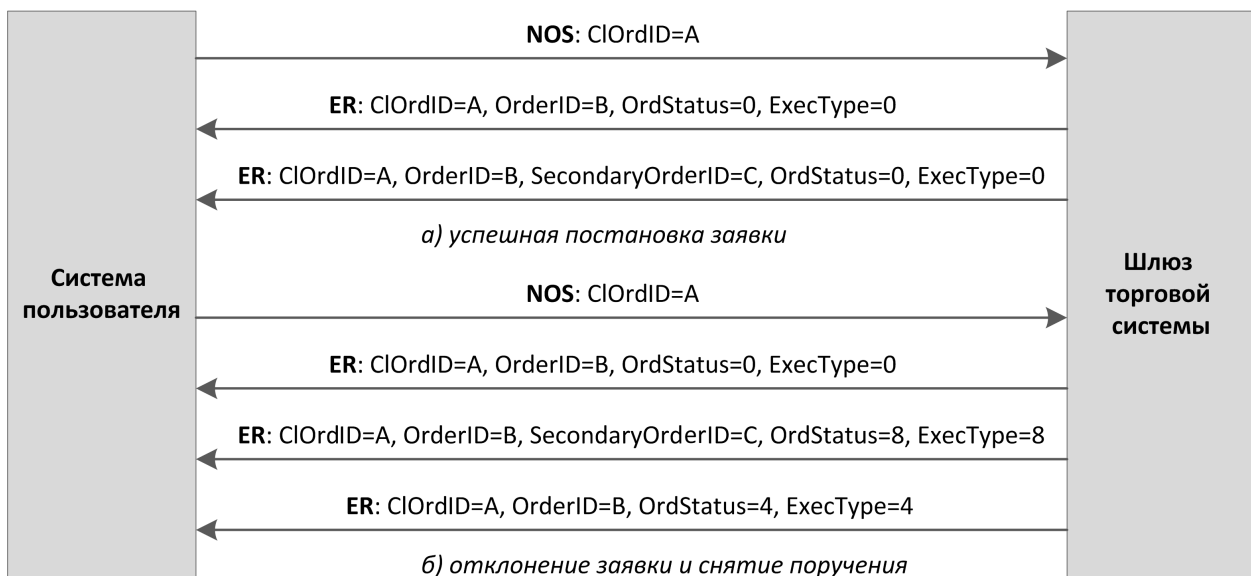 NOS: ClOrdID=A
ER: ClOrdID=A, OrderID=B, OrdStatus=0, ExecType=0
ER: ClOrdID=A, OrderID=B, SecondaryOrderID=C, OrdStatus=0, ExecType=0
а) успешная постановка заявки
Система
пользователя
Шлюз
торговой
системы
NOS: ClOrdID=A
ER: ClOrdID=A, OrderID=B, OrdStatus=0, ExecType=0
ER: ClOrdID=A, OrderID=B, SecondaryOrderID=C, OrdStatus=8, ExecType=8
ER: ClOrdID=A, OrderID=B, OrdStatus=4, ExecType=4
б) отклонение заявки и снятие поручения